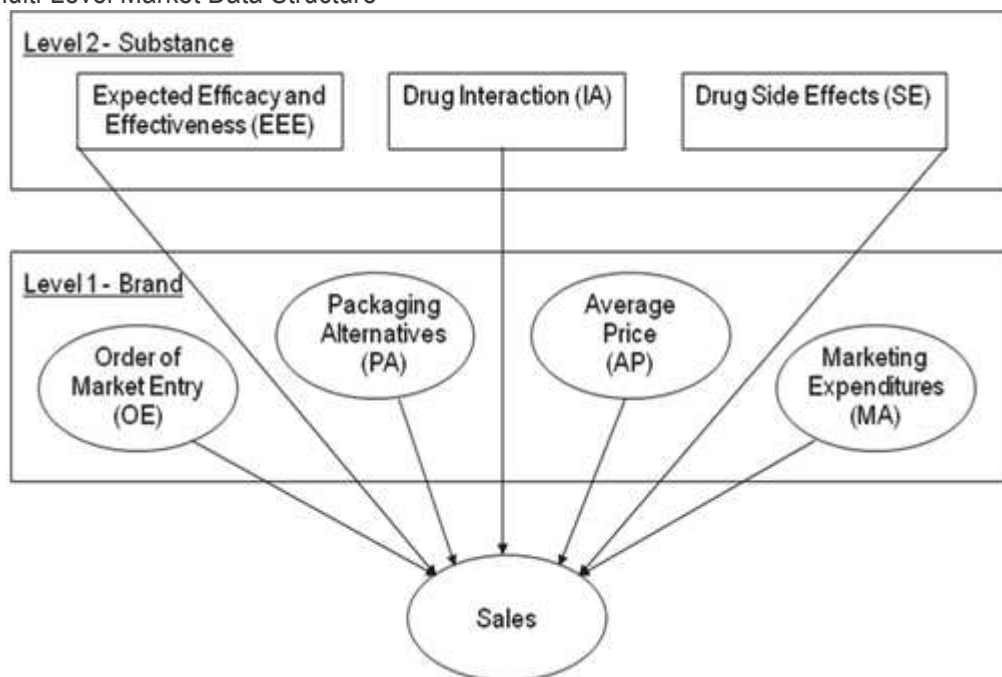 Multi-Level Market Data Structure
Level 2 - Substance
Expected Efficacy and
Effectiveness (EEE)
Drug Interaction (IA)
Drug Side Effects (SE)
Level 1 - Brand
Order of
Market Entry
(OE)
Packaging
Alternatives
(PA)
Average
Price
(AP)
Marketing
Expenditures
(MA)
Sales